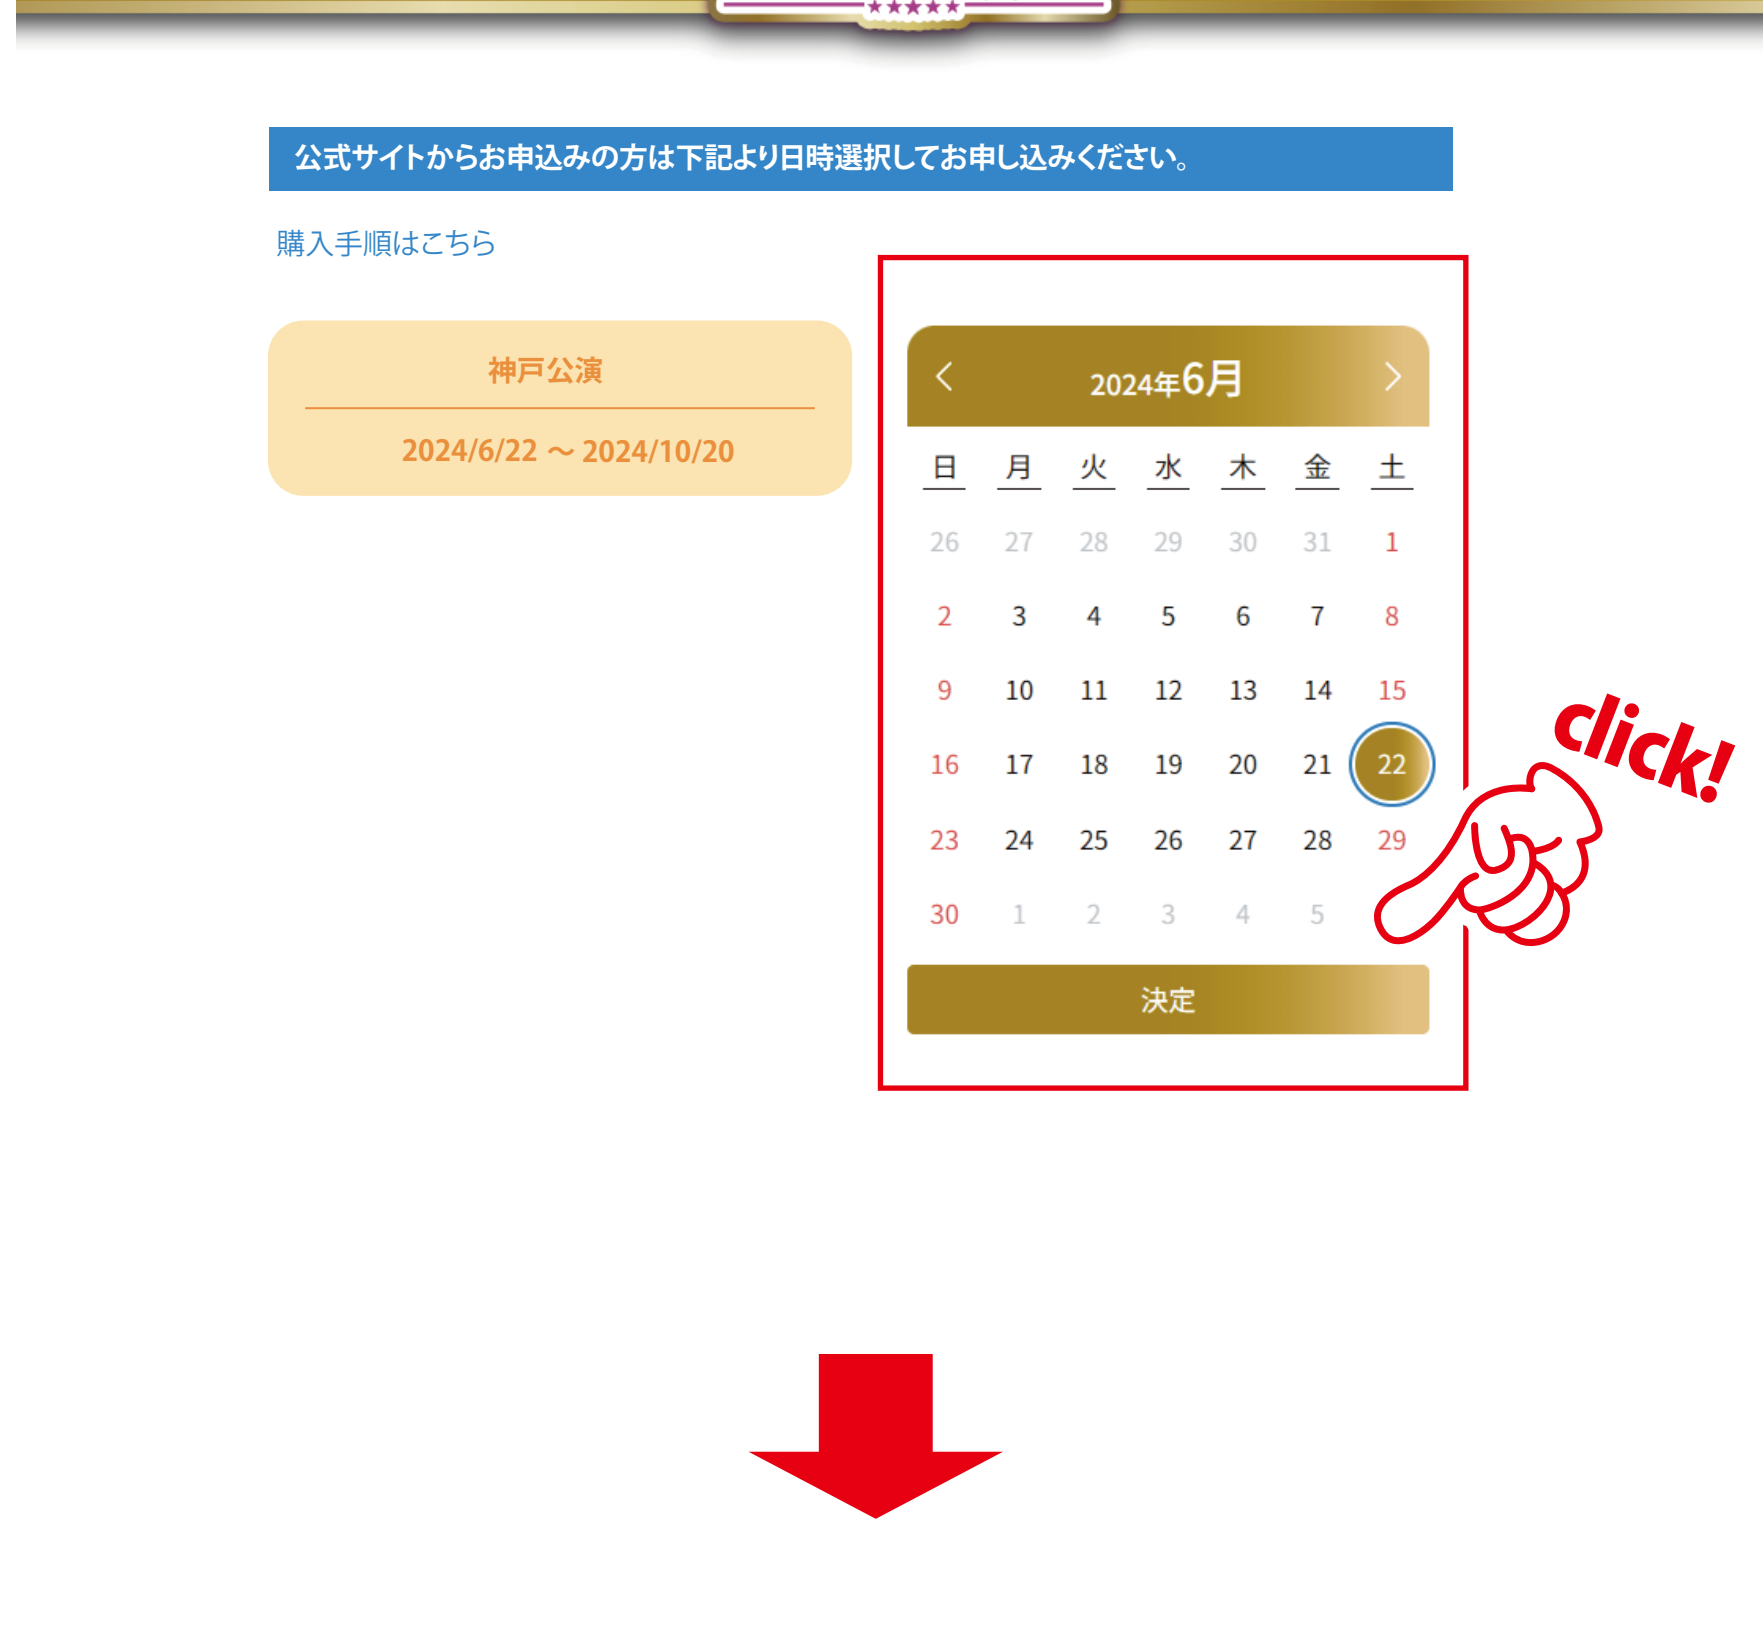 公式サイトからお申込みの方は下記より日時選択してお申し込みください。
購入手順はこちら
神戸公演
2024/6/22 ～ 2024/10/20
2024年6月
日 月 火 水 木 金 土
26 27 28 29 30 31 1
2 3 4 5 6 7 8
9 10 11 12 13 14 15
16 17 18 19 20 21 22
23 24 25 26 27 28 29
30 1 2 3 4 5
決定
click!